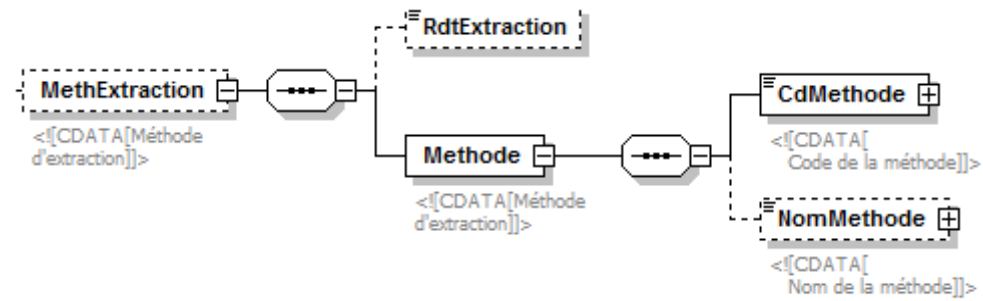 RdtExtraction
MethExtraction
<![CDATA[Méthode
d'extraction]]>
Methode
<![CDATA[Méthode
d'extraction]]>
CdMethode
<![CDATA[
Code de la méthode]]>
NomMethode
<![CDATA[
Nom de la méthode]]>